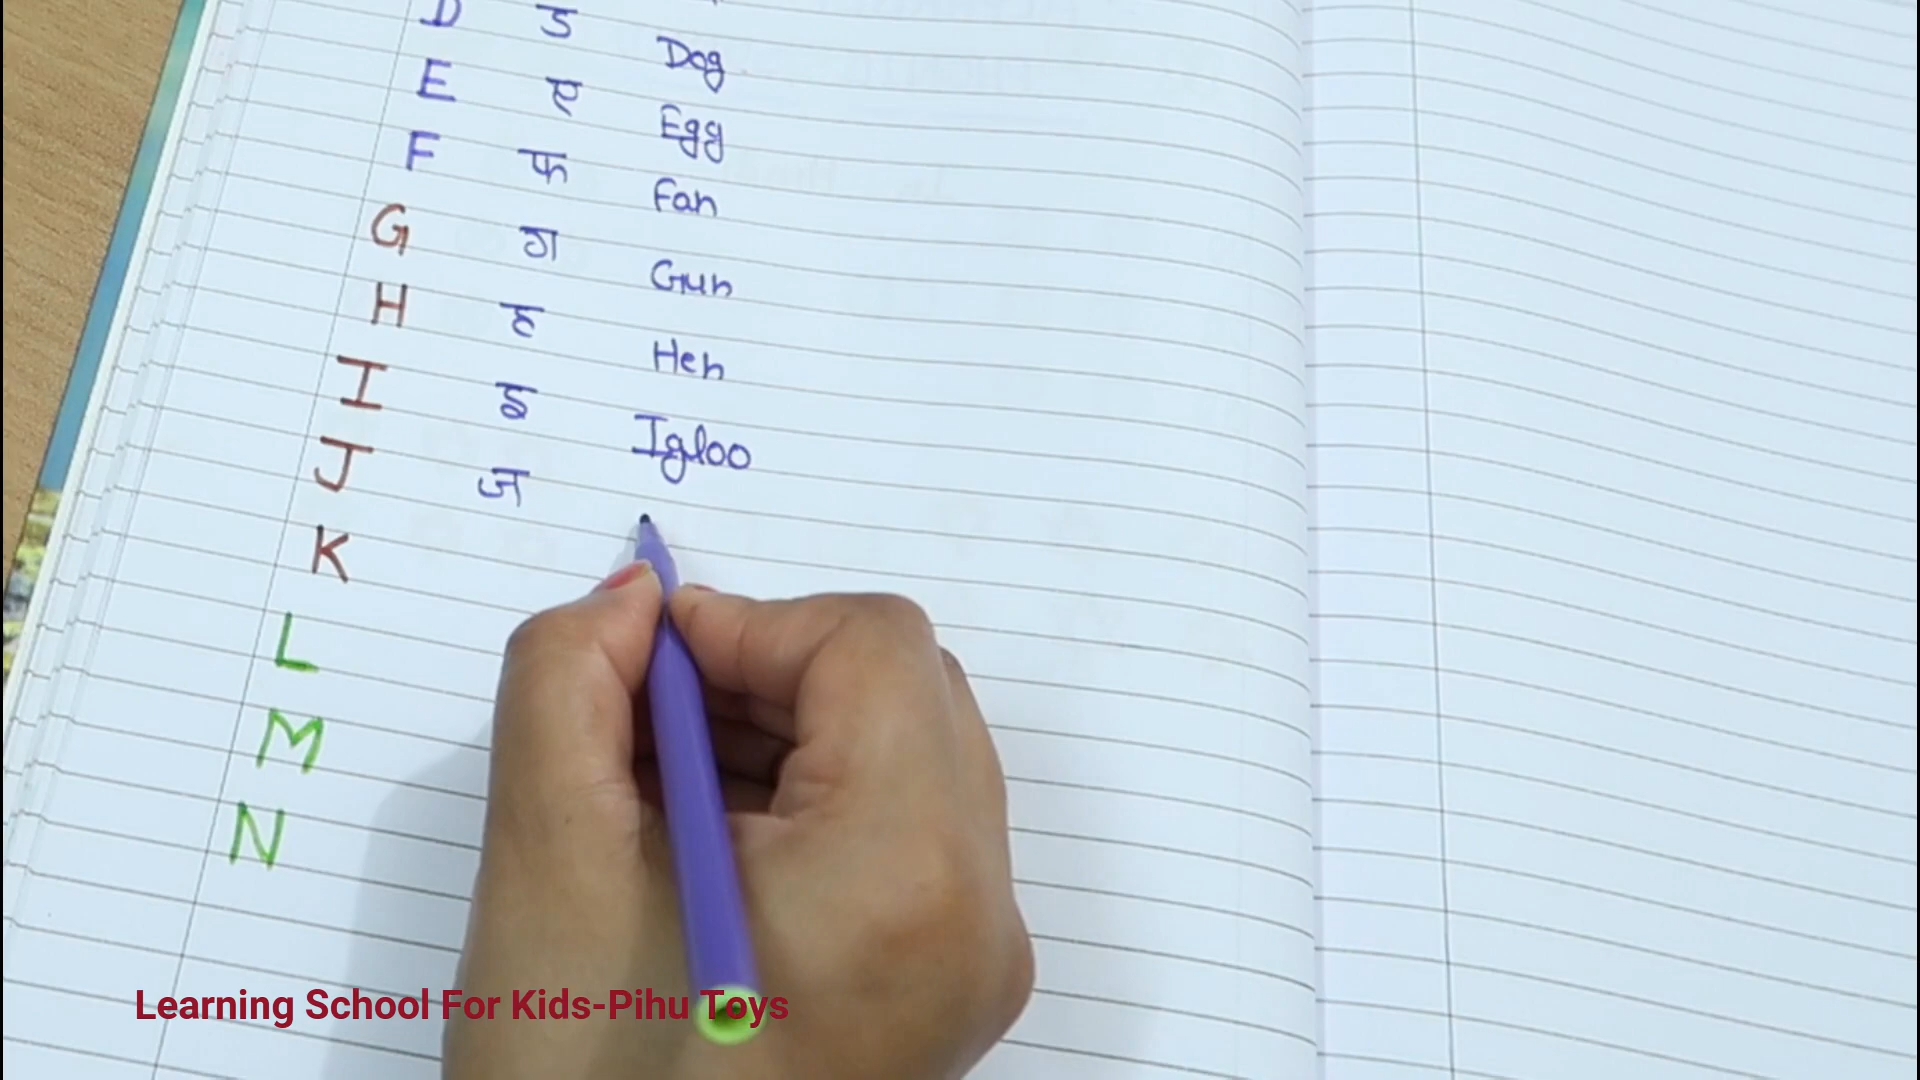 D ड Dog
E ए Egg
F फ Fan
G ग Gun
H ह Hen
I इ Igloo
J ज
K
L
M
N
Learning School For Kids-Pihu Toys